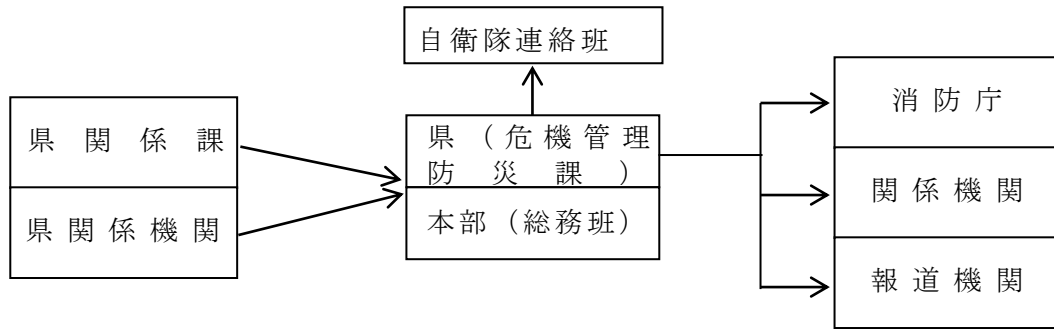 自衛隊連絡班
県関係課
県関係機関
県（危機管理
防災課）
本部（総務班）
消防庁
関係機関
報道機関